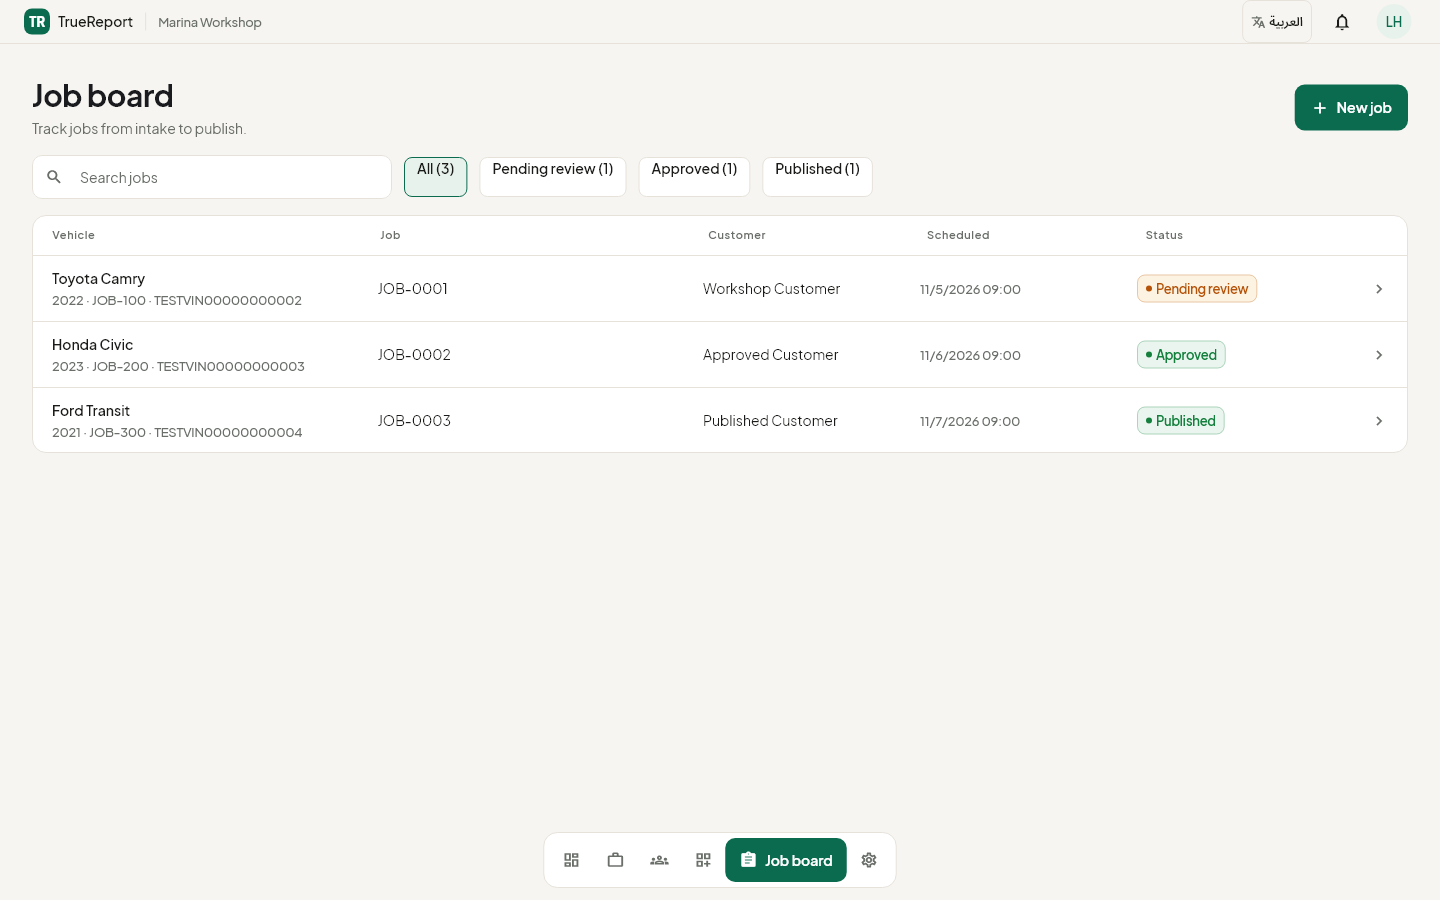 TR TrueReport Marina Workshop العربية LH
Job board
Track jobs from intake to publish.
+ New job
Search jobs All (3) Pending review (1) Approved (1) Published (1)
Vehicle Job Customer Scheduled Status
Toyota Camry
2022 · JOB-100 · TESTVIN00000000002
JOB-0001 Workshop Customer 11/5/2026 09:00 Pending review
Honda Civic
2023 · JOB-200 · TESTVIN00000000003
JOB-0002 Approved Customer 11/6/2026 09:00 Approved
Ford Transit
2021 · JOB-300 · TESTVIN00000000004
JOB-0003 Published Customer 11/7/2026 09:00 Published
Job board